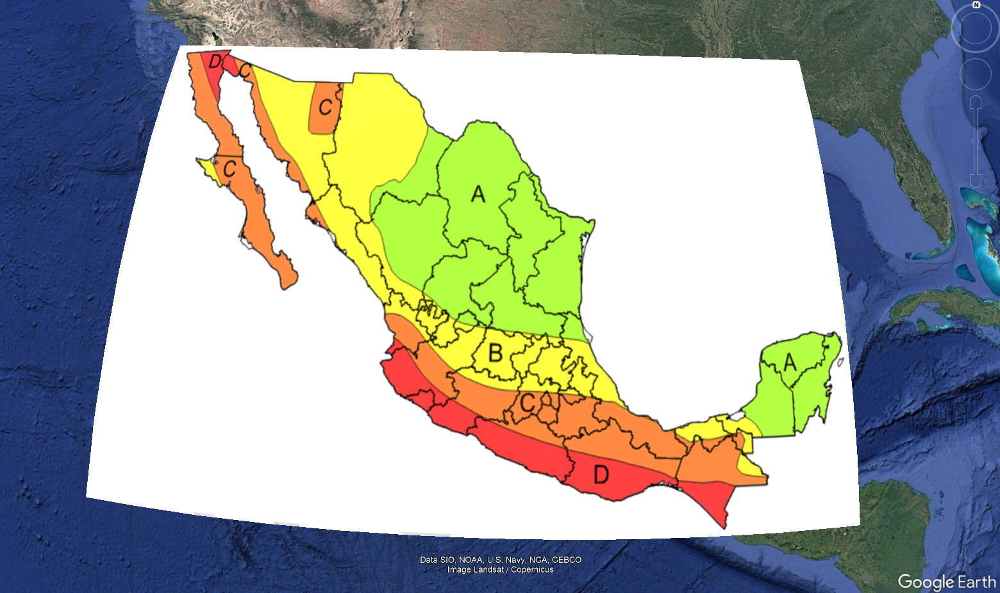 N
D
C
C
C
A
B
A
C
D
Data SIO, NOAA, U.S. Navy, NGA, GEBCO
Image Landsat / Copernicus
Google Earth